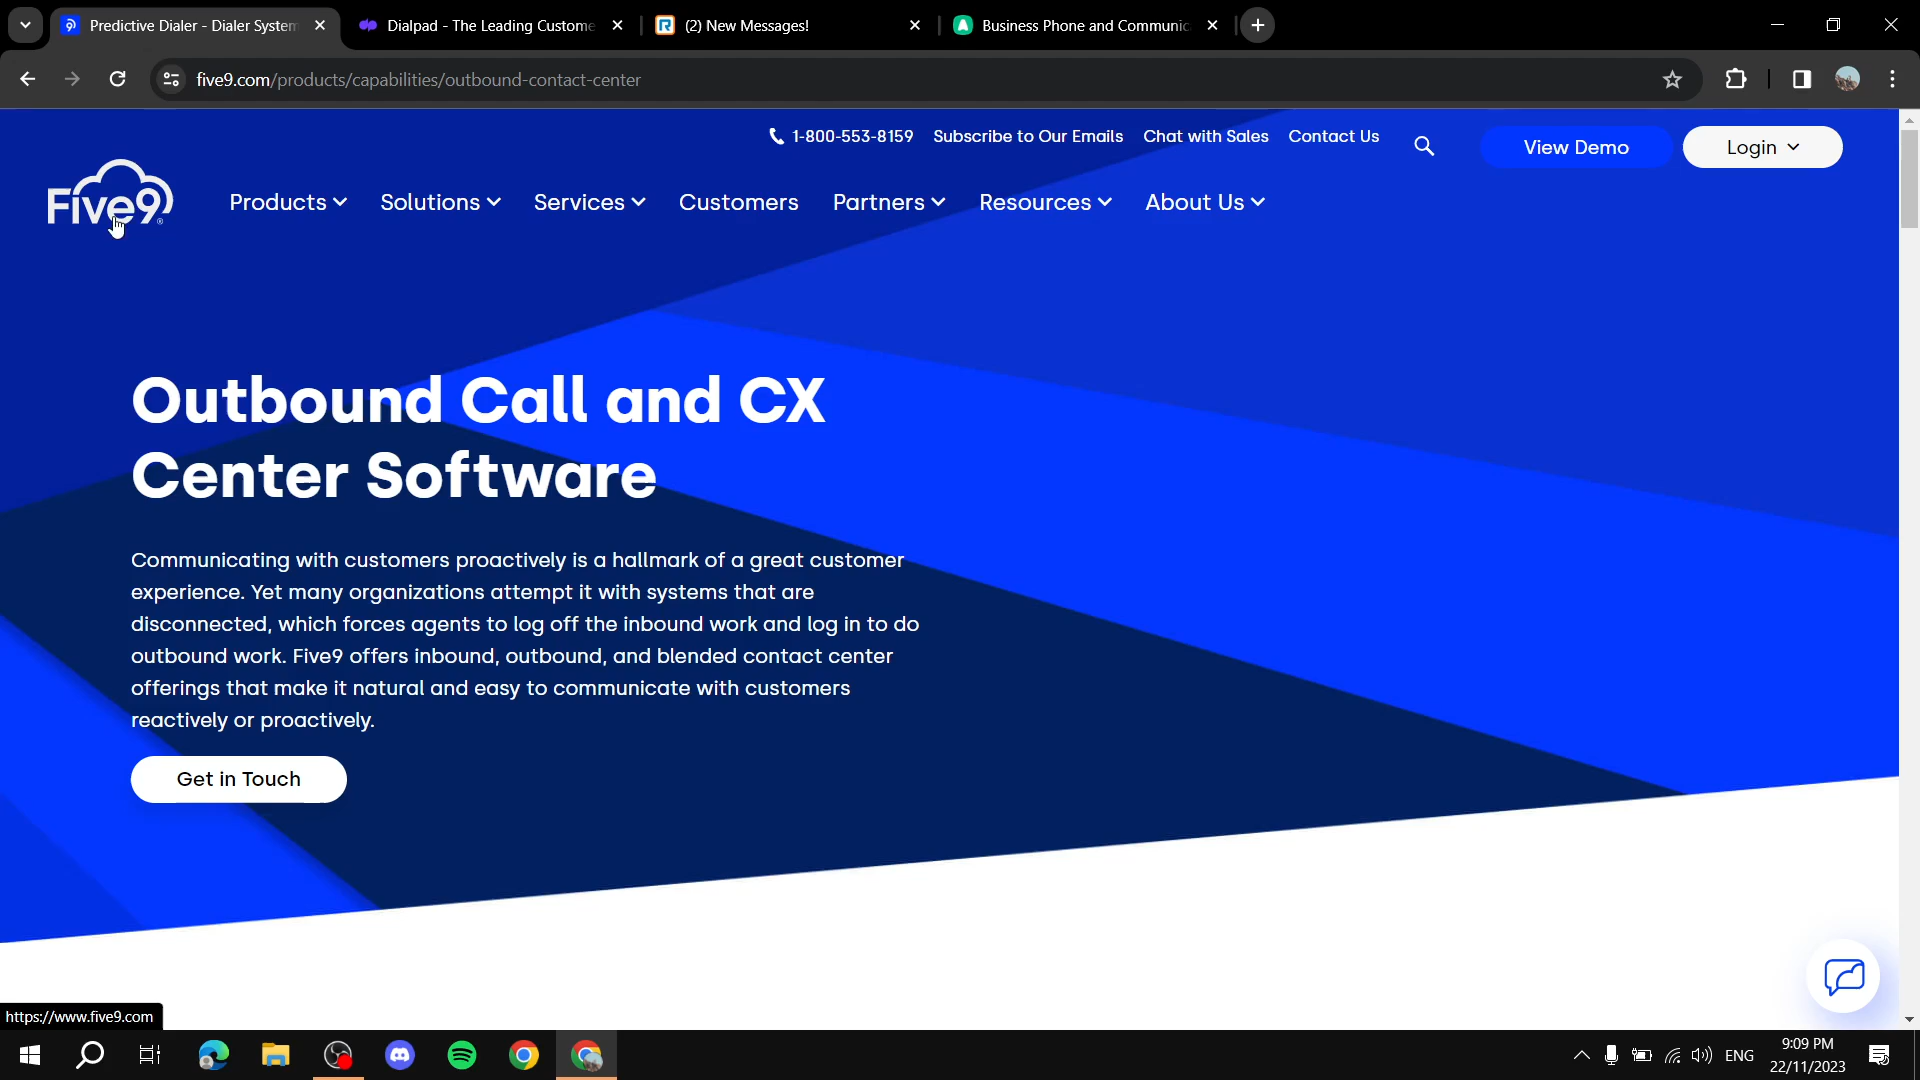 Predictive Dialer - Dialer System
Dialpad - The Leading Custome
(2) New Messages!
Business Phone and Communic
five9.com/products/capabilities/outbound-contact-center
1-800-553-8159
Subscribe to Our Emails
Chat with Sales
Contact Us
View Demo
Login
Five9
Products
Solutions
Services
Customers
Partners
Resources
About Us
Outbound Call and CX
Center Software
Communicating with customers proactively is a hallmark of a great customer
experience. Yet many organizations attempt it with systems that are
disconnected, which forces agents to log off the inbound work and log in to do
outbound work. Five9 offers inbound, outbound, and blended contact center
offerings that make it natural and easy to communicate with customers
reactively or proactively.
Get in Touch
https://www.five9.com
ENG
9:09 PM
22/11/2023